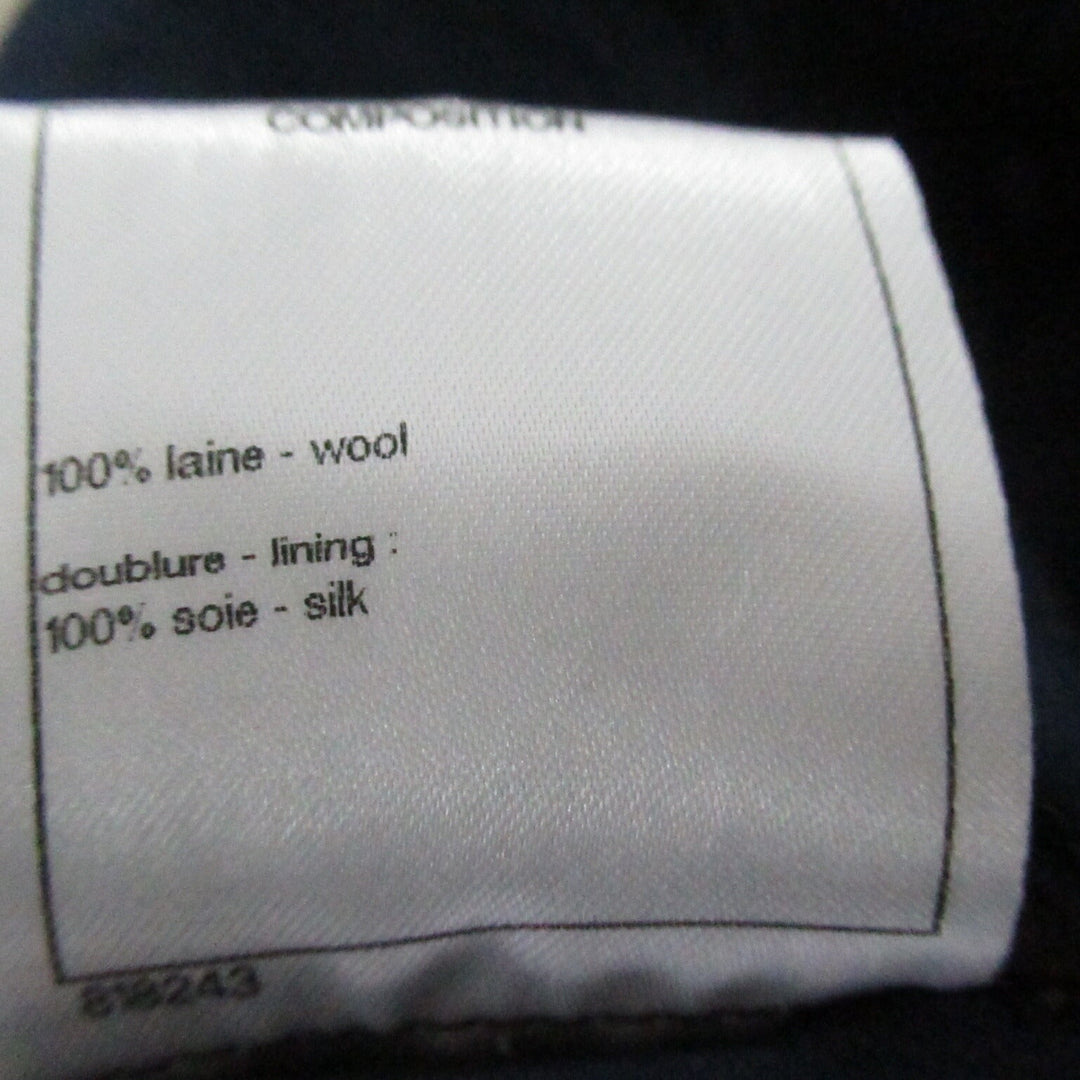 COMPOSITION
100% laine - wool
doublure - lining :
100% soie - silk
818243